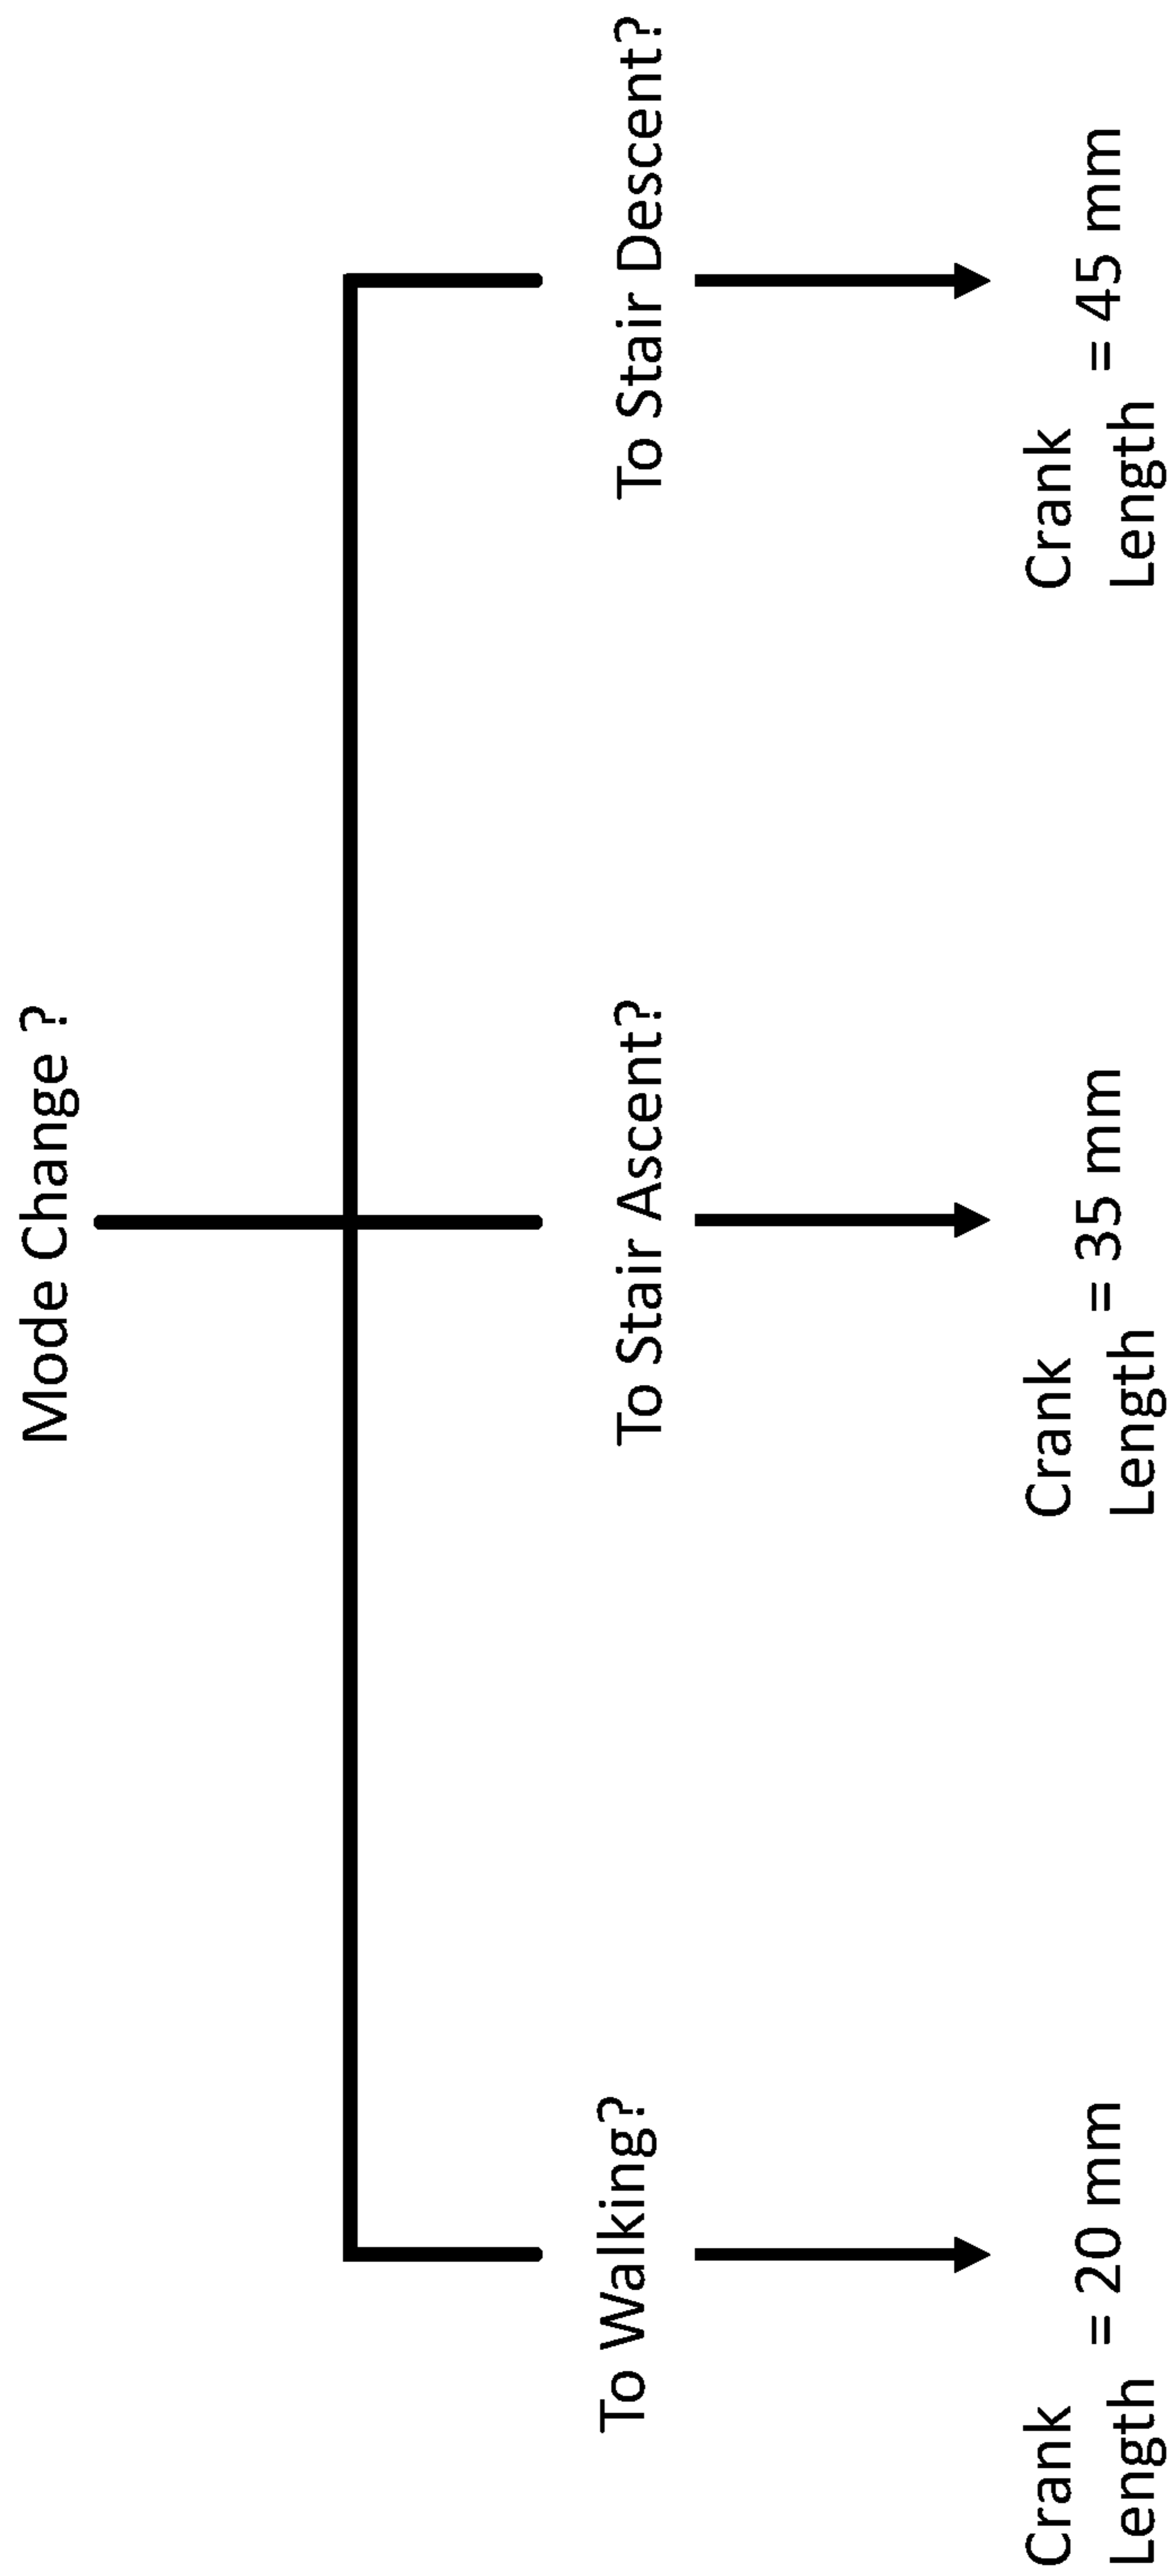 Mode Change ?
To Walking?
To Stair Ascent?
To Stair Descent?
Crank
Length = 20 mm
Crank
Length = 35 mm
Crank
Length = 45 mm